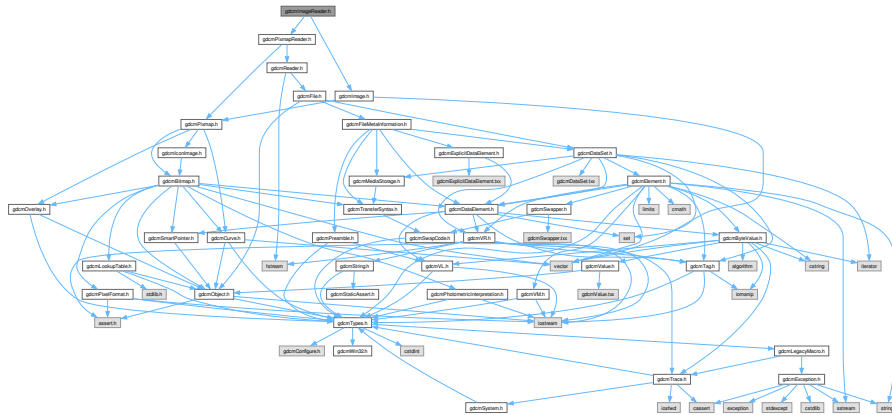 gdcmImageReader.h
gdcmPixmapReader.h
gdcmReader.h
gdcmFile.h
gdcmImage.h
gdcmPixmap.h
gdcmFileMetaInformation.h
gdcmIconImage.h
gdcmExplicitDataElement.h
gdcmDataSet.h
gdcmBitmap.h
gdcmMediaStorage.h
gdcmExplicitDataElement.txx
gdcmDataSet.txx
gdcmElement.h
gdcmOverlay.h
gdcmTransferSyntax.h
gdcmDataElement.h
gdcmSwapper.h
limits
cmath
gdcmSmartPointer.h
gdcmCurve.h
gdcmPreamble.h
gdcmSwapCode.h
gdcmVR.h
gdcmSwapper.txx
set
gdcmByteValue.h
gdcmLookupTable.h
fstream
gdcmString.h
gdcmVL.h
vector
gdcmValue.h
gdcmTag.h
algorithm
cstring
iterator
gdcmPixelFormat.h
stdlib.h
gdcmObject.h
gdcmStaticAssert.h
gdcmPhotometricInterpretation.h
gdcmVM.h
gdcmValue.txx
iomanip
assert.h
gdcmTypes.h
iostream
gdcmConfigure.h
gdcmWin32.h
cstdint
gdcmLegacyMacro.h
gdcmTrace.h
gdcmException.h
gdcmSystem.h
iosfwd
cassert
exception
stdexcept
cstdlib
sstream
string